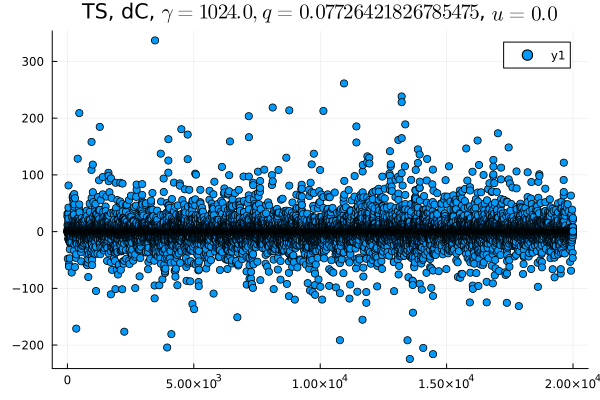 TS, dC, γ = 1024.0, q = 0.07726421826785475, u = 0.0
y1
300
200
100
0
−100
−200
0 5.00×10³ 1.00×10⁴ 1.50×10⁴ 2.00×10⁴